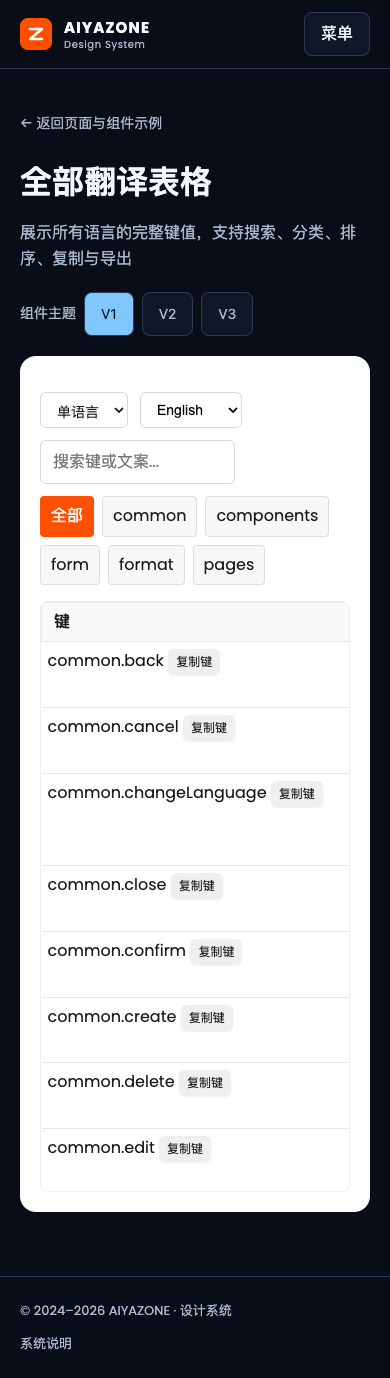 AIYAZONE
Design System
菜单
← 返回页面与组件示例
全部翻译表格
展示所有语言的完整键值，支持搜索、分类、排
序、复制与导出
组件主题 V1 V2 V3
单语言 English
搜索键或文案...
全部 common components
form format pages
键
common.back 复制键
common.cancel 复制键
common.changeLanguage 复制键
common.close 复制键
common.confirm 复制键
common.create 复制键
common.delete 复制键
common.edit 复制键
© 2024–2026 AIYAZONE · 设计系统
系统说明